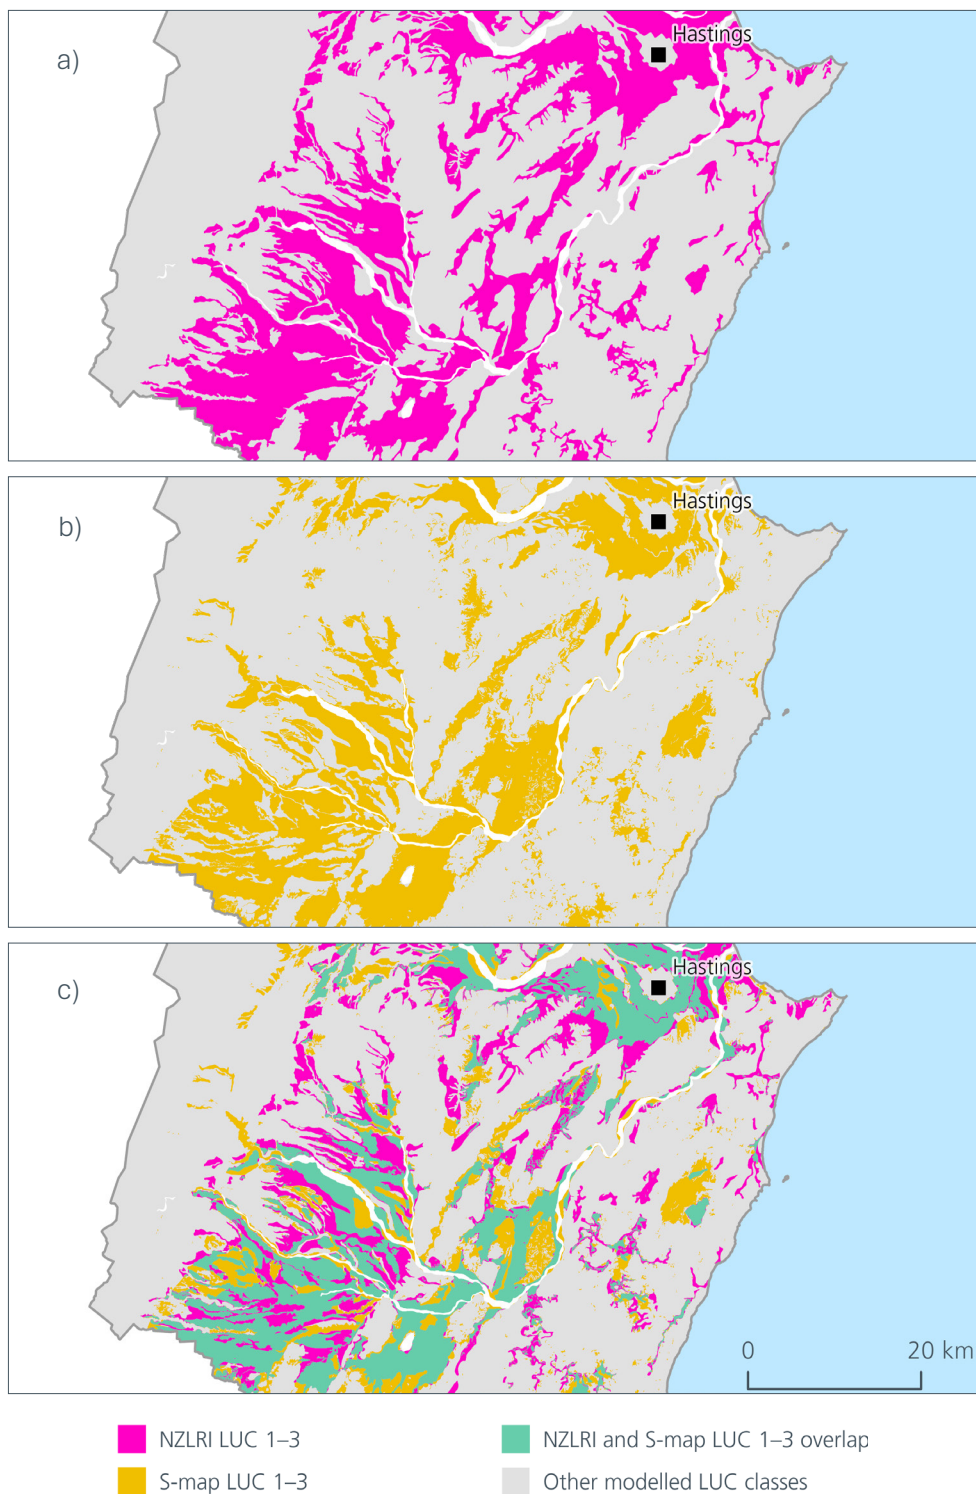 a)
Hastings
b)
Hastings
c)
Hastings
0 20 km
NZLRI LUC 1–3
NZLRI and S-map LUC 1–3 overlap
S-map LUC 1–3
Other modelled LUC classes